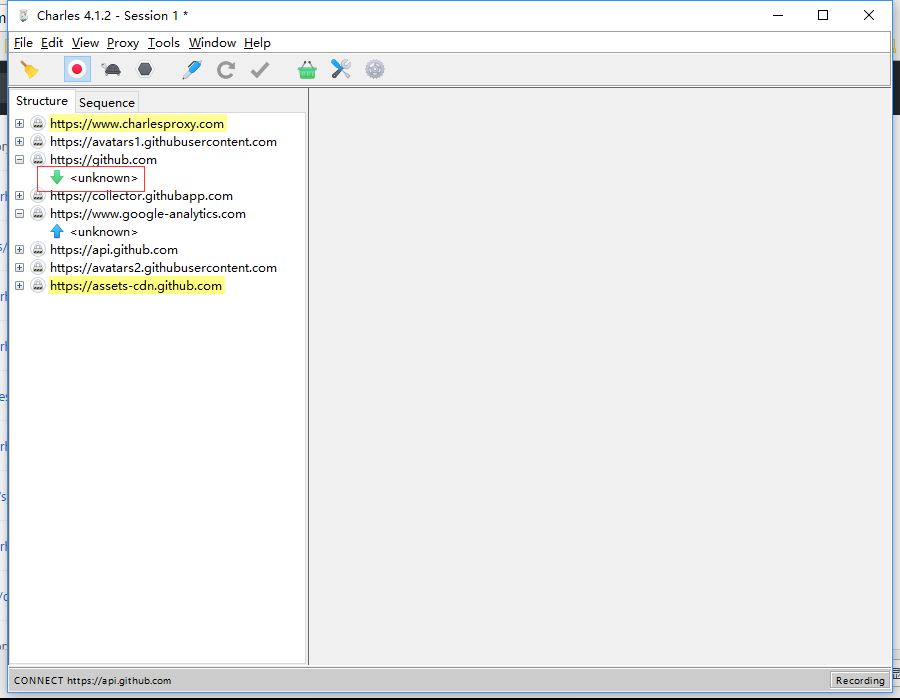 Charles 4.1.2 - Session 1 *
File Edit View Proxy Tools Window Help
Structure Sequence
https://www.charlesproxy.com
https://avatars1.githubusercontent.com
https://github.com
<unknown>
https://collector.githubapp.com
https://www.google-analytics.com
<unknown>
https://api.github.com
https://avatars2.githubusercontent.com
https://assets-cdn.github.com
CONNECT https://api.github.com
Recording